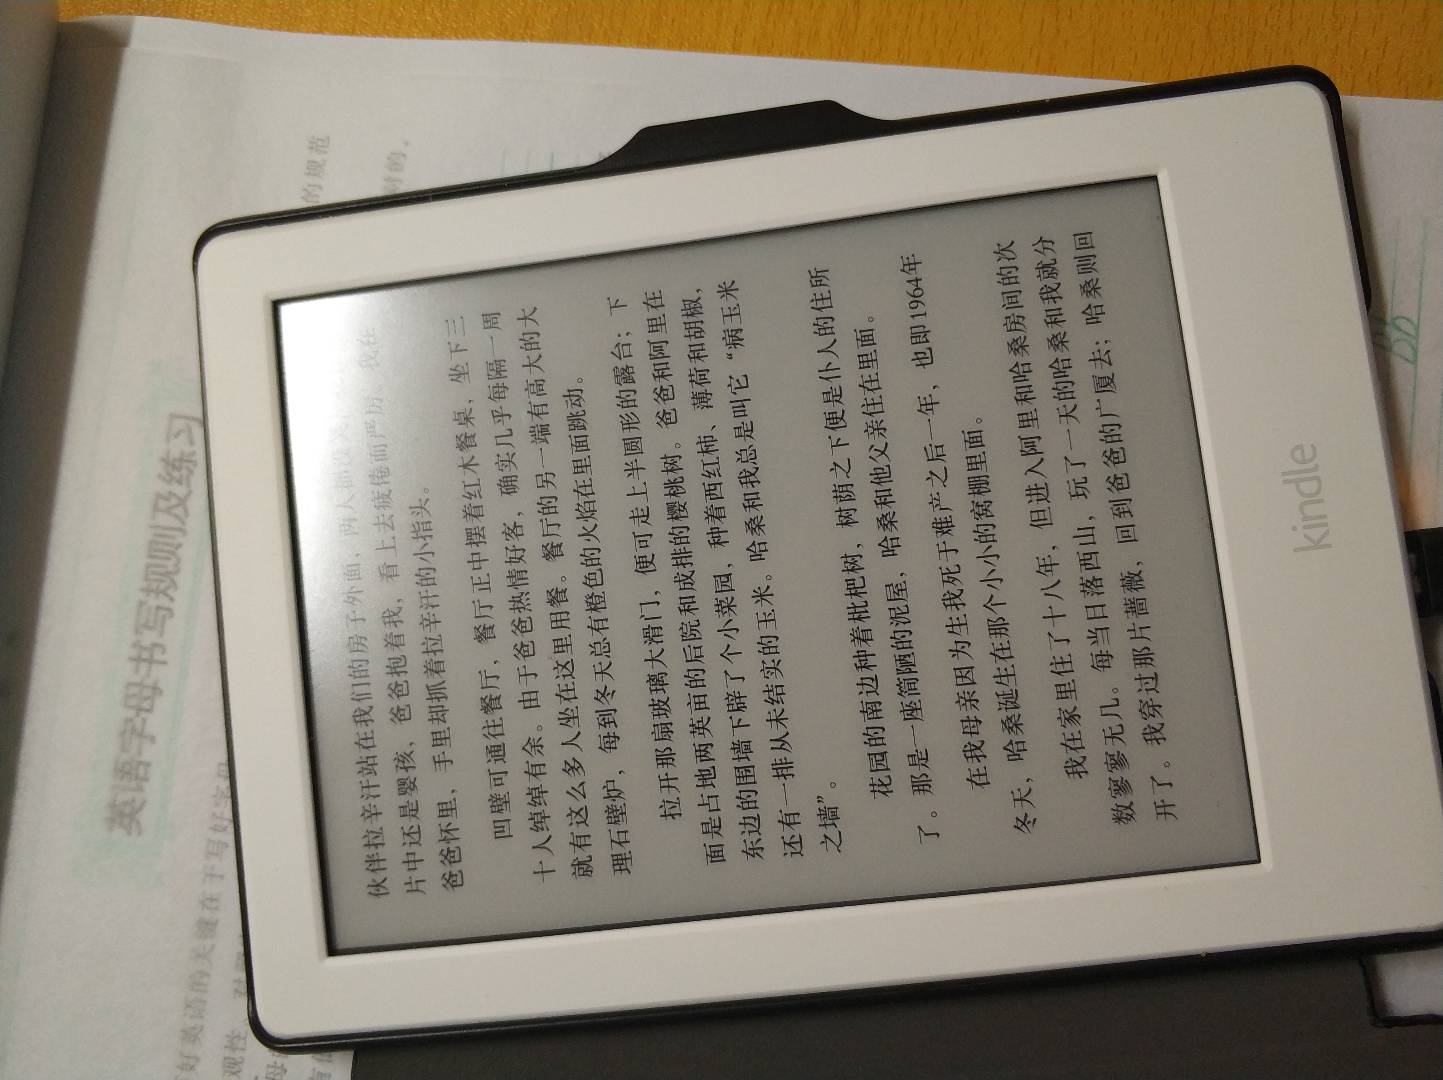 英语字母书写规则及练习
好英语的关键在于写好字母
观性。
的规范
对的，
伙伴拉辛汗站在我们的房子外面，两人都没笑。
片中还是婴孩，爸爸抱着我，看上去疲倦而严厉。我在
爸爸怀里，手里却抓着拉辛汗的小指头。
凹壁可通往餐厅，餐厅正中摆着红木餐桌，坐下三
十人绰绰有余。由于爸爸热情好客，确实几乎每隔一周
就有这么多人坐在这里用餐。餐厅的另一端有高大的大
理石壁炉，每到冬天总有橙色的火焰在里面跳动。
拉开那扇玻璃大滑门，便可走上半圆形的露台；下
面是占地两英亩的后院和成排的樱桃树。爸爸和阿里在
东边的围墙下辟了个小菜园，种着西红柿、薄荷和胡椒，
还有一排从未结实的玉米。哈桑和我总是叫它“病玉米
之墙”。
花园的南边种着枇杷树，树荫之下便是仆人的住所
了。那是一座简陋的泥屋，哈桑和他父亲住在里面。
在我母亲因为生我死于难产之后一年，也即1964年
冬天，哈桑诞生在那个小小的窝棚里面。
我在家里住了十八年，但进入阿里和哈桑房间的次
数寥寥无几。每当日落西山，玩了一天的哈桑和我就分
开了。我穿过那片蔷薇，回到爸爸的广厦去；哈桑则回
kindle
Bb